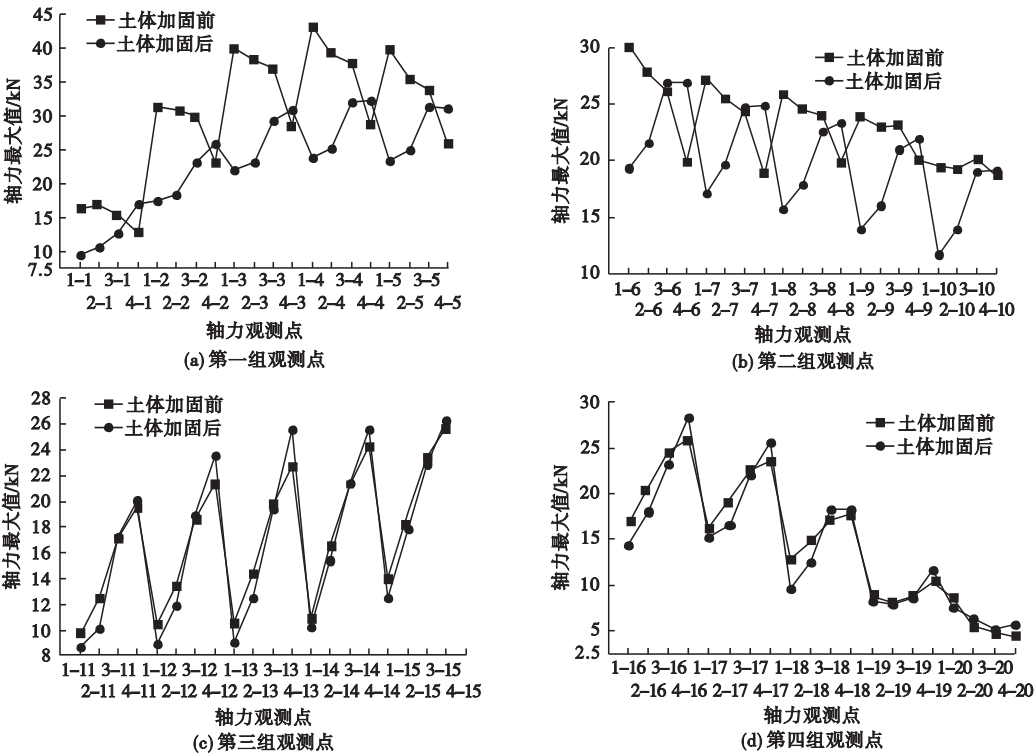 45
40
35
30
25
20
15
10
7.5
轴力最大值/kN
土体加固前
土体加固后
1–1 3–1 1–2 3–2 1–3 3–3 1–4 3–4 1–5 3–5
2–1 4–1 2–2 4–2 2–3 4–3 2–4 4–4 2–5 4–5
轴力观测点
(a) 第一组观测点
30
25
20
15
10
轴力最大值/kN
土体加固前
土体加固后
1–6 3–6 1–7 3–7 1–8 3–8 1–9 3–9 1–10 3–10
2–6 4–6 2–7 4–7 2–8 4–8 2–9 4–9 2–10 4–10
轴力观测点
(b) 第二组观测点
28
26
24
22
20
18
16
14
12
10
8
轴力最大值/kN
土体加固前
土体加固后
1–11 3–11 1–12 3–12 1–13 3–13 1–14 3–14 1–15 3–15
2–11 4–11 2–12 4–12 2–13 4–13 2–14 4–14 2–15 4–15
轴力观测点
(c) 第三组观测点
30
25
20
15
10
5
2.5
轴力最大值/kN
土体加固前
土体加固后
1–16 3–16 1–17 3–17 1–18 3–18 1–19 3–19 1–20 3–20
2–16 4–16 2–17 4–17 2–18 4–18 2–19 4–19 2–20 4–20
轴力观测点
(d) 第四组观测点